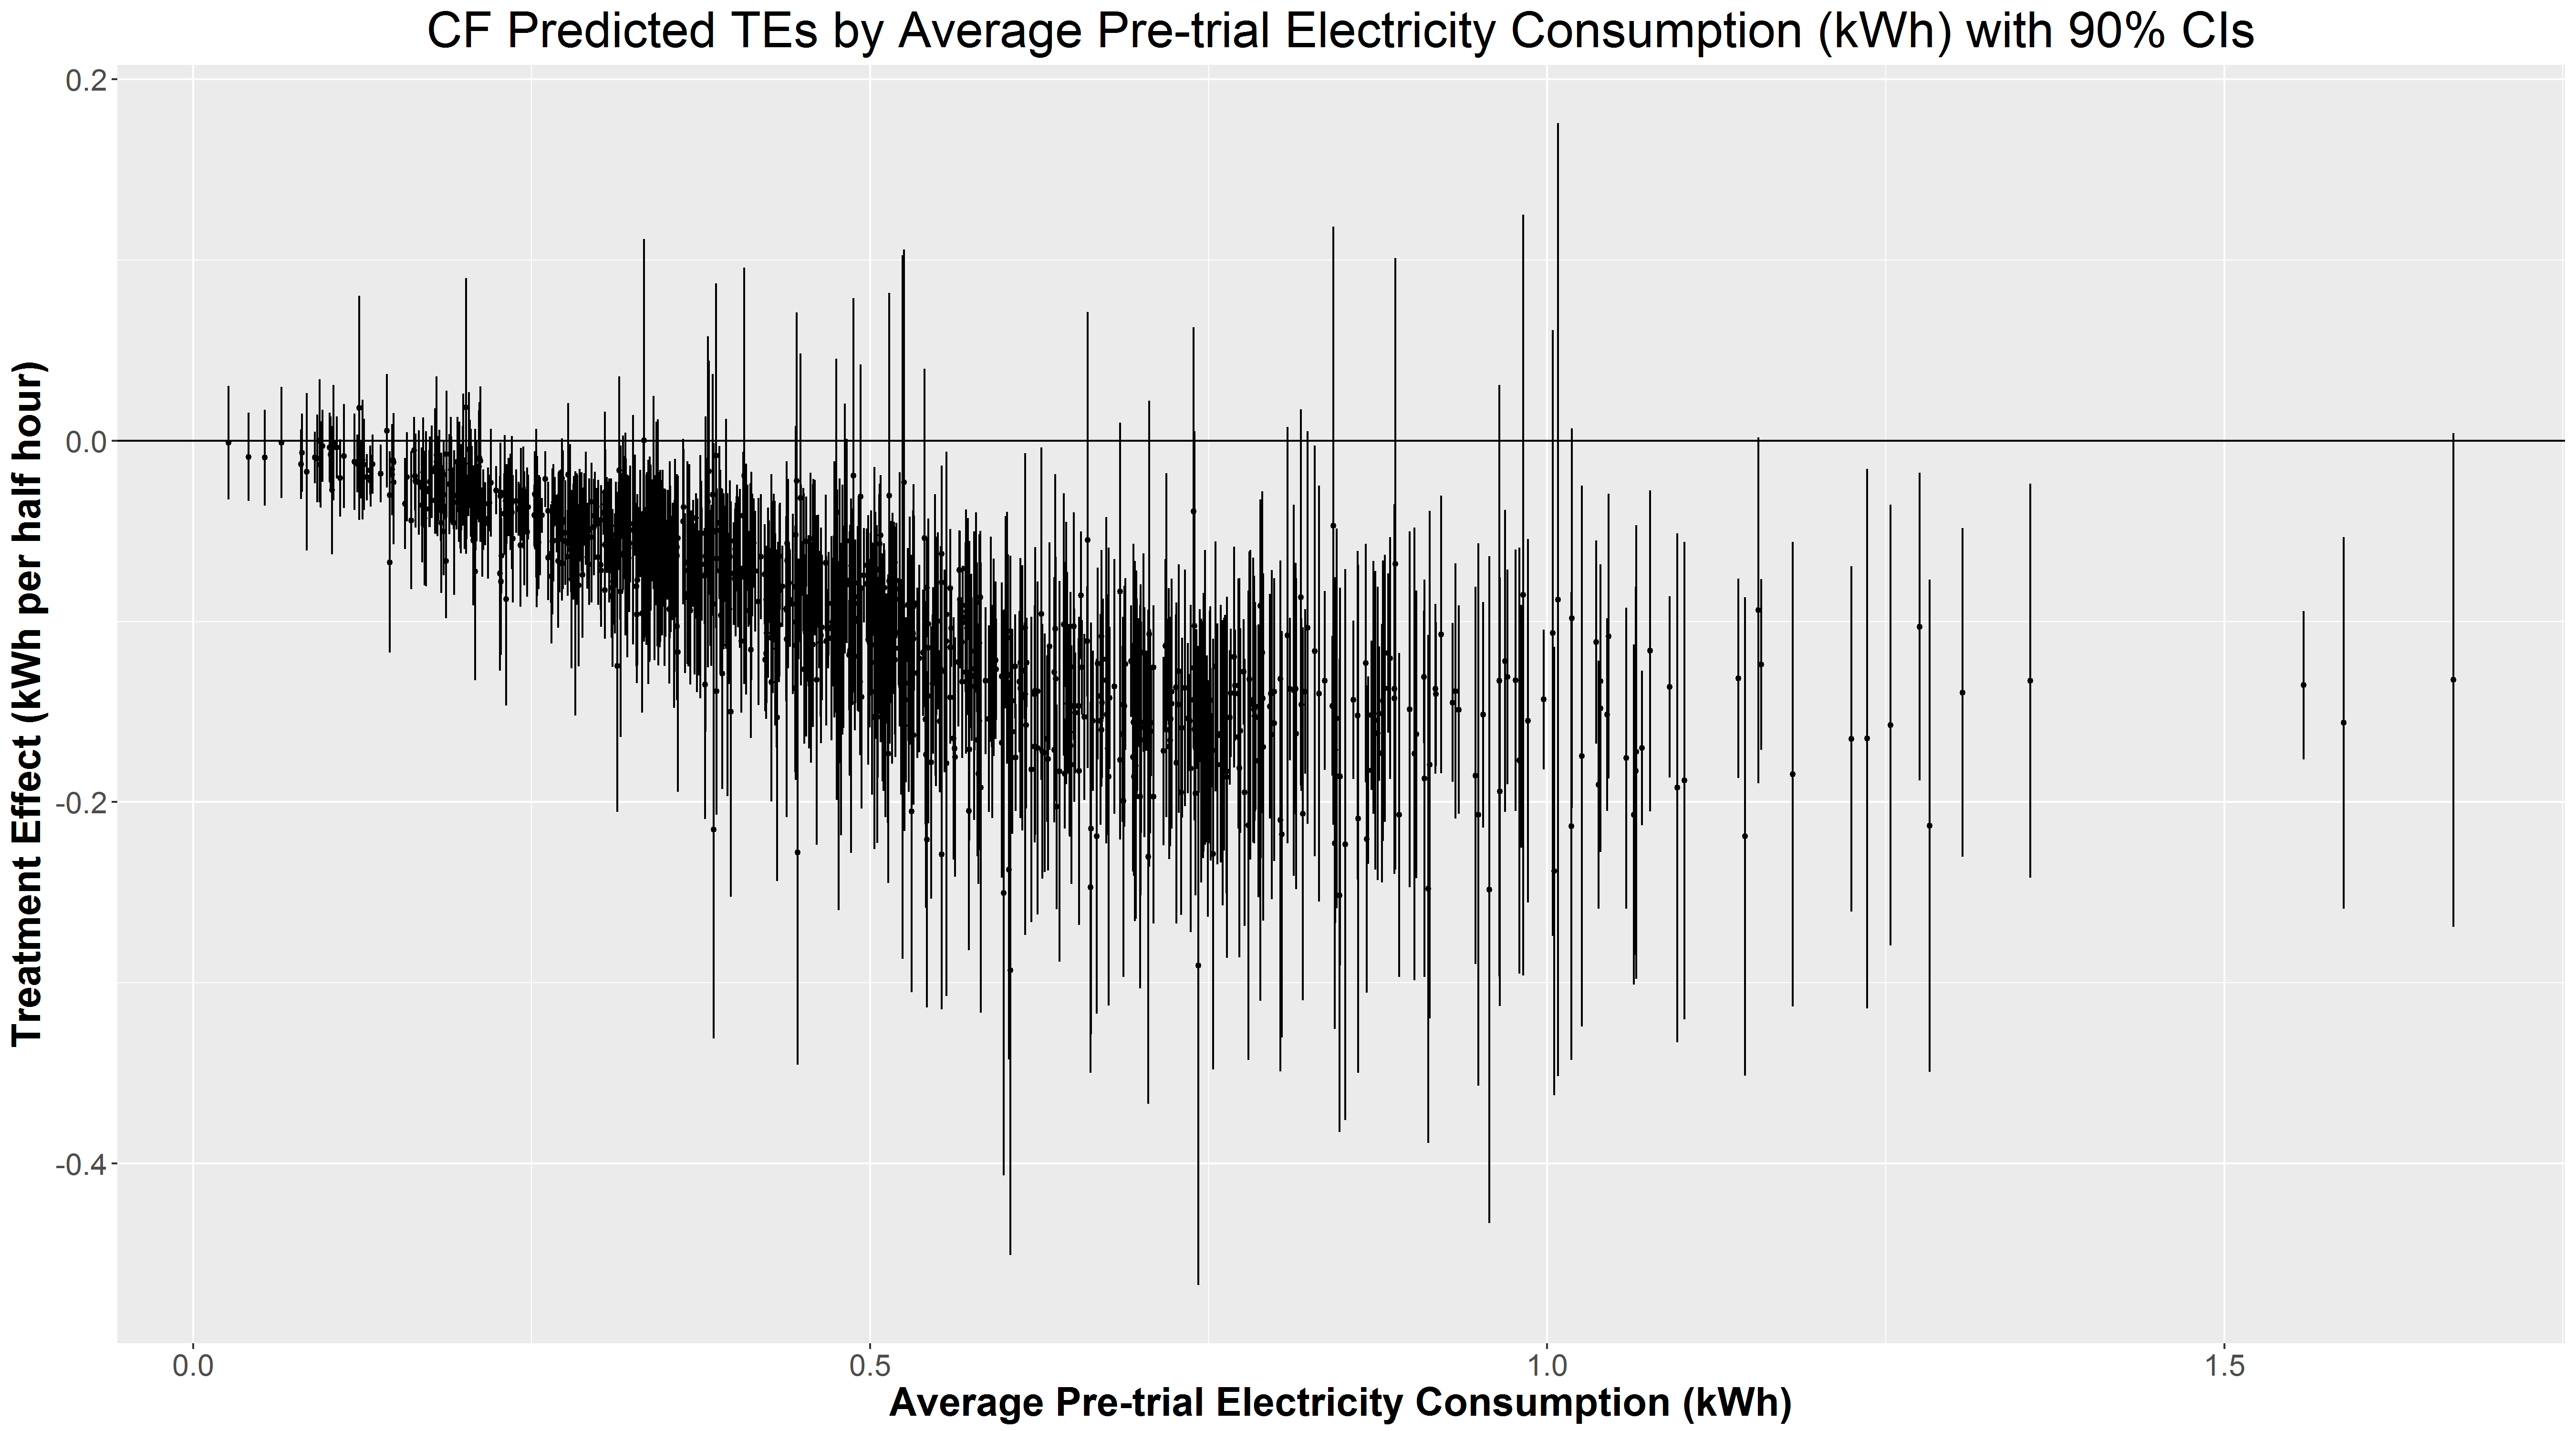 CF Predicted TEs by Average Pre-trial Electricity Consumption (kWh) with 90% CIs
Treatment Effect (kWh per half hour)
0.2
0.0
-0.2
-0.4
0.0 0.5 1.0 1.5
Average Pre-trial Electricity Consumption (kWh)